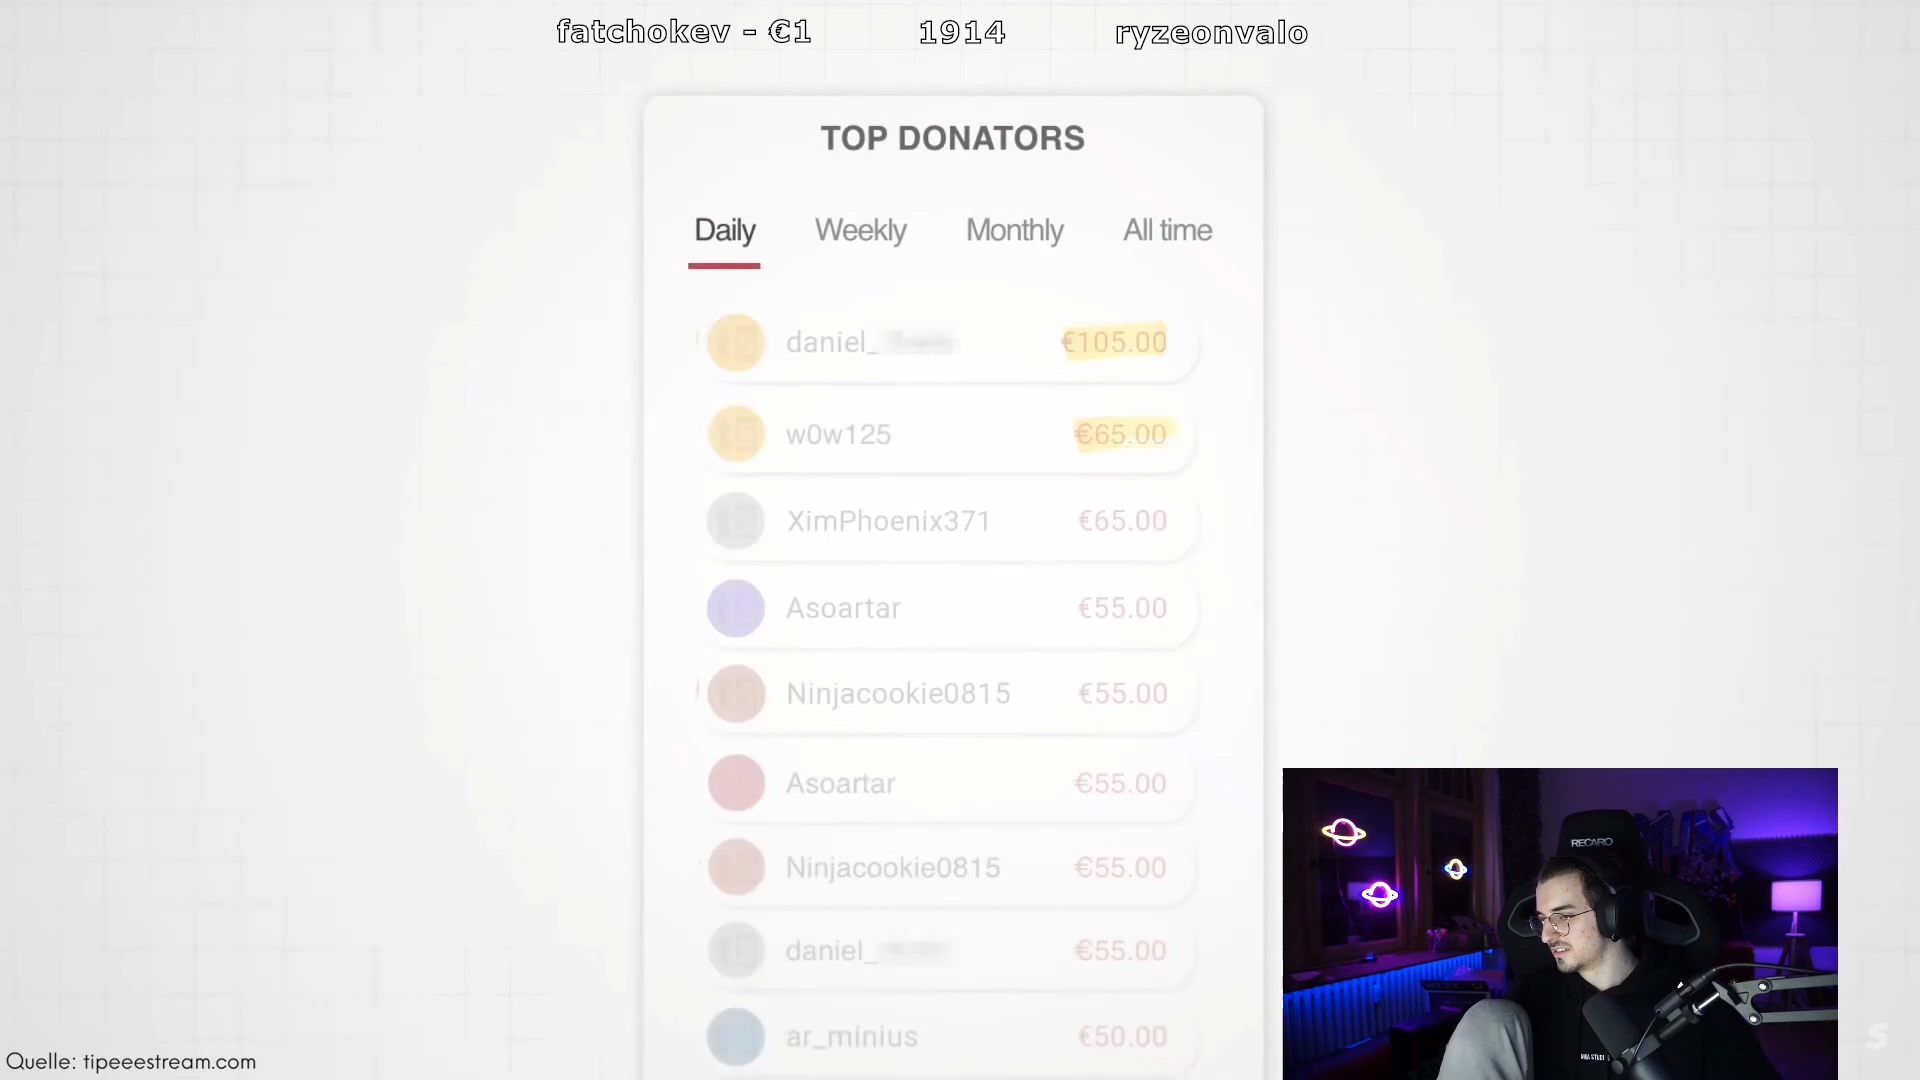 fatchokev - €1 1914 ryzeonvalo
TOP DONATORS
Daily Weekly Monthly All time
daniel_ €105.00
w0w125 €65.00
XimPhoenix371 €65.00
Asoartar €55.00
Ninjacookie0815 €55.00
Asoartar €55.00
Ninjacookie0815 €55.00
daniel_ €55.00
ar_minius €50.00
RECARO
Quelle: tipeeestream.com